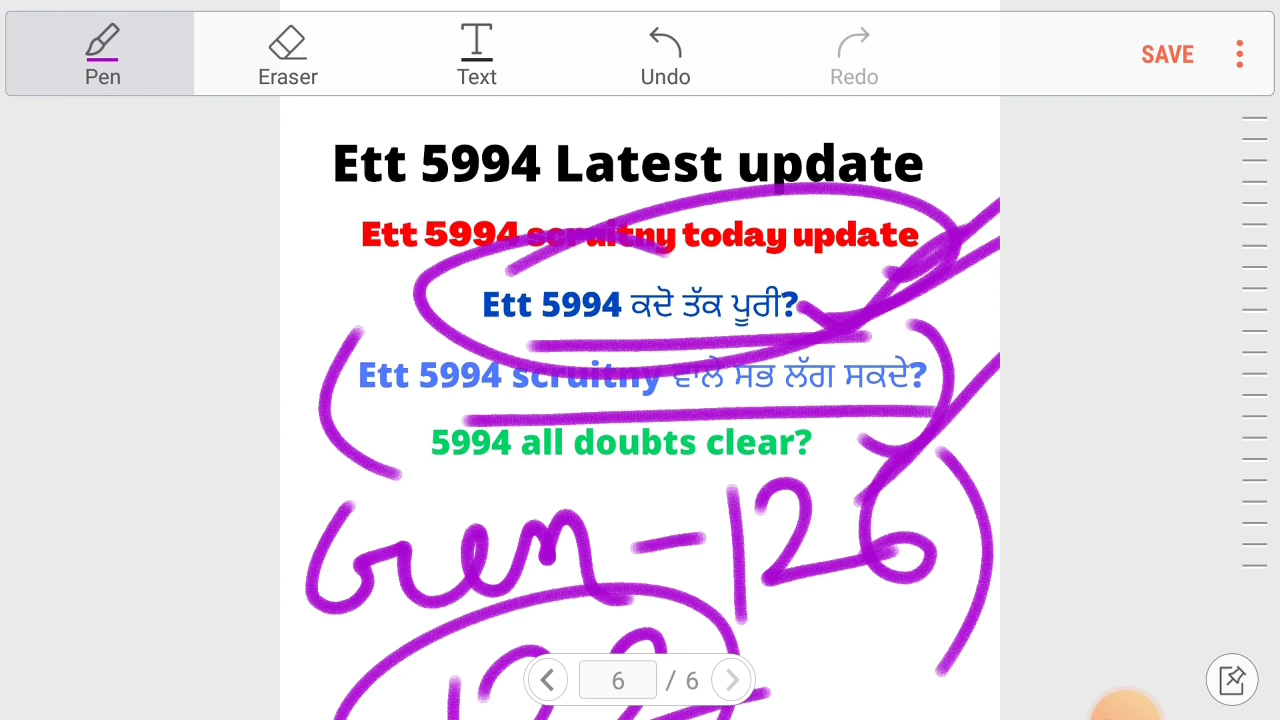 Pen Eraser Text Undo Redo SAVE
Ett 5994 Latest update
Ett 5994 scruitny today update
Ett 5994 ਕਦੋ ਤੱਕ ਪੂਰੀ?
Ett 5994 scruitny ਵਾਲੇ ਸਭ ਲੱਗ ਸਕਦੇ?
5994 all doubts clear?
Gen - 126
6 / 6